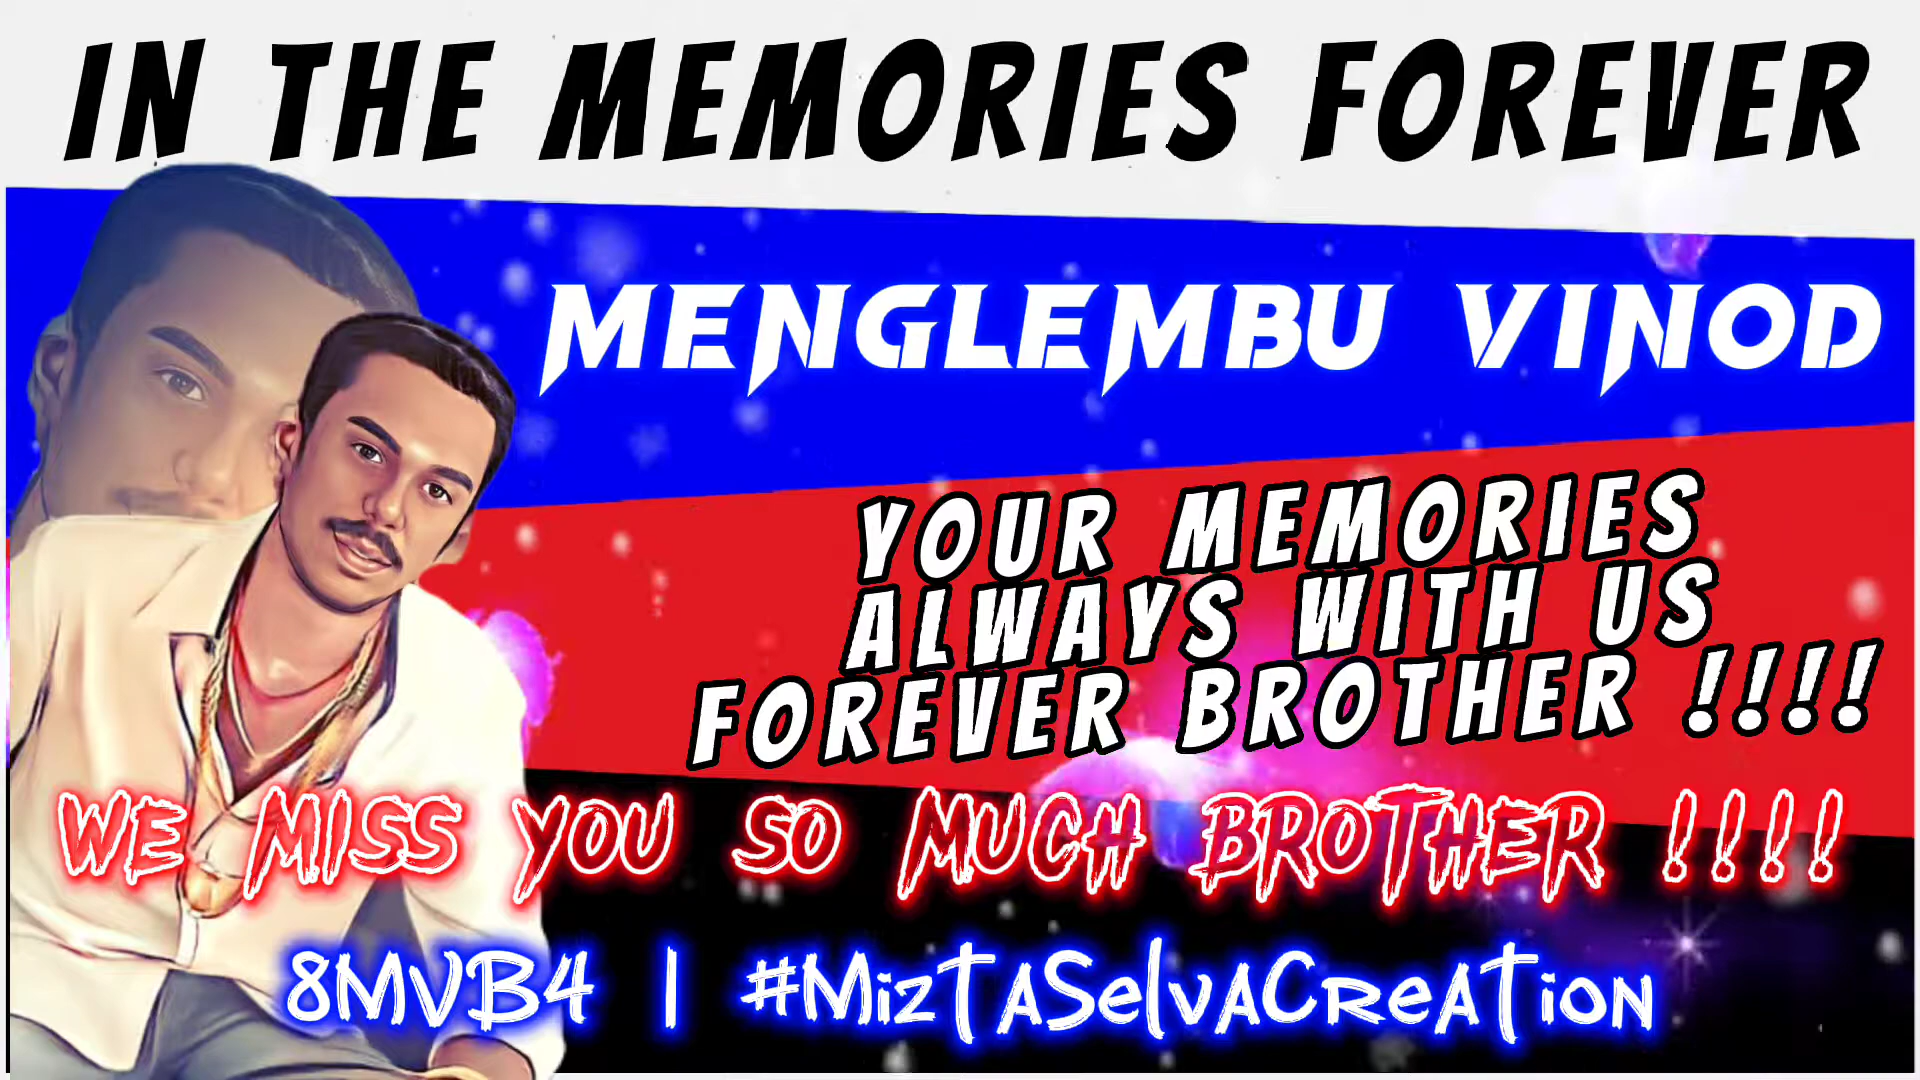 IN THE MEMORIES FOREVER
MENGLEMBU VINOD
YOUR MEMORIES
ALWAYS WITH US
FOREVER BROTHER !!!!
WE MISS YOU SO MUCH BROTHER !!!!
8MVB4 | #MiztASelvACreATion